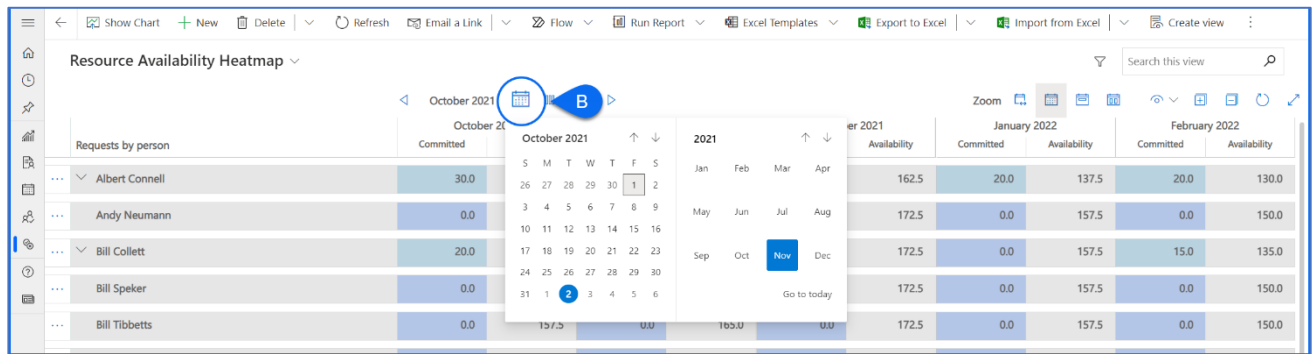 Show Chart New Delete Refresh Email a Link Flow Run Report Excel Templates Export to Excel Import from Excel Create view
Resource Availability Heatmap Search this view
October 2021 B Zoom
October 20 er 2021 January 2022 February 2022
Requests by person Committed Availability Committed Availability Committed Availability
October 2021 2021
S M T W T F S
Jan Feb Mar Apr
26 27 28 29 30 1 2
3 4 5 6 7 8 9
May Jun Jul Aug
10 11 12 13 14 15 16
17 18 19 20 21 22 23
Sep Oct Nov Dec
24 25 26 27 28 29 30
31 1 2 3 4 5 6
Go to today
Albert Connell 30.0 162.5 20.0 137.5 20.0 130.0
Andy Neumann 0.0 172.5 0.0 157.5 0.0 150.0
Bill Collett 20.0 172.5 0.0 157.5 15.0 135.0
Bill Speker 0.0 172.5 0.0 157.5 0.0 150.0
Bill Tibbetts 0.0 157.5 0.0 165.0 0.0 172.5 0.0 157.5 0.0 150.0